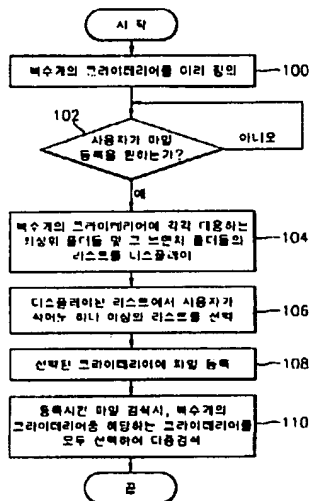 시 작
복수개의 크라이테리어를 미리 정의
100
102
사용자가 파일
등록을 원하는가?
아니오
예
복수개의 크라이테리어에 각각 대응하는
최상위 폴더들 및 그 브랜치 폴더들의
리스트를 디스플레이
104
디스플레이된 리스트에서 사용자가
하나 이상의 리스트를 선택
106
선택된 크라이테리어에 파일 등록
108
파일 검색시, 복수개의
크라이테리어중 해당하는 크라이테리어를
모두 선택하여 다중검색
110
끝